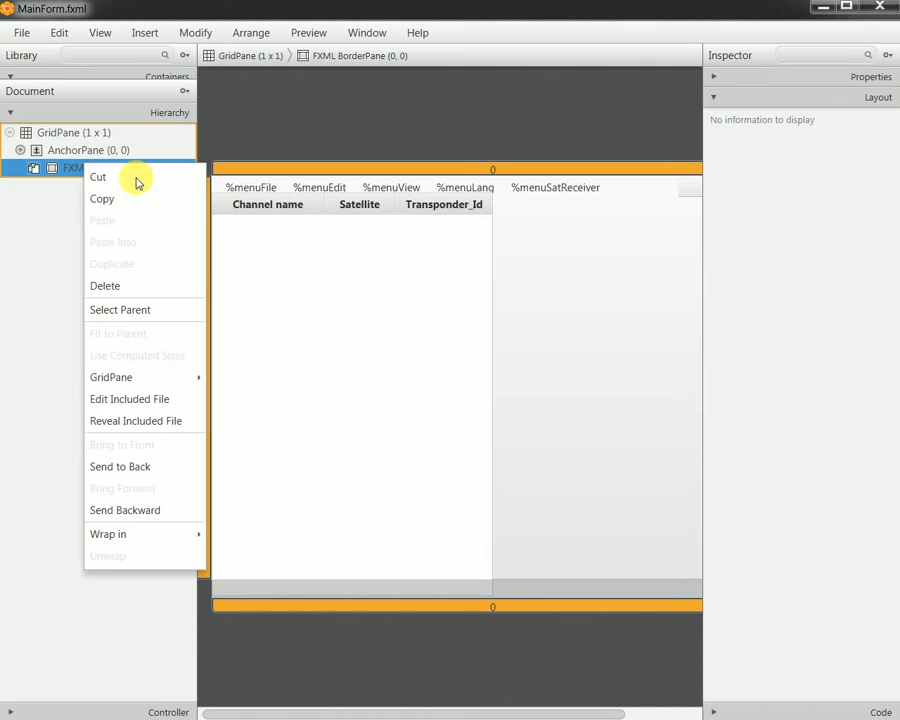 MainForm.fxml
File Edit View Insert Modify Arrange Preview Window Help
Library
Containers
Document
Hierarchy
GridPane (1 x 1)
AnchorPane (0, 0)
FXM
Cut
Copy
Paste
Paste Into
Duplicate
Delete
Select Parent
Fit to Parent
Use Computed Sizes
GridPane
Edit Included File
Reveal Included File
Bring to Front
Send to Back
Bring Forward
Send Backward
Wrap in
Unwrap
Controller
GridPane (1 x 1) FXML BorderPane (0, 0)
0
%menuFile %menuEdit %menuView %menuLang %menuSatReceiver
Channel name Satellite Transponder_Id
0
Inspector
Properties
Layout
No information to display
Code